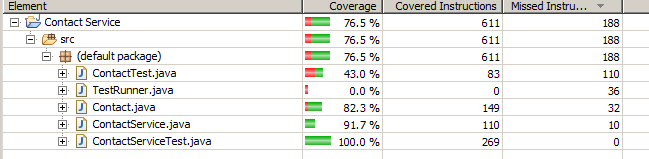 Element Coverage Covered Instructions Missed Instru...
Contact Service 76.5 % 611 188
src 76.5 % 611 188
(default package) 76.5 % 611 188
ContactTest.java 43.0 % 83 110
TestRunner.java 0.0 % 0 36
Contact.java 82.3 % 149 32
ContactService.java 91.7 % 110 10
ContactServiceTest.java 100.0 % 269 0